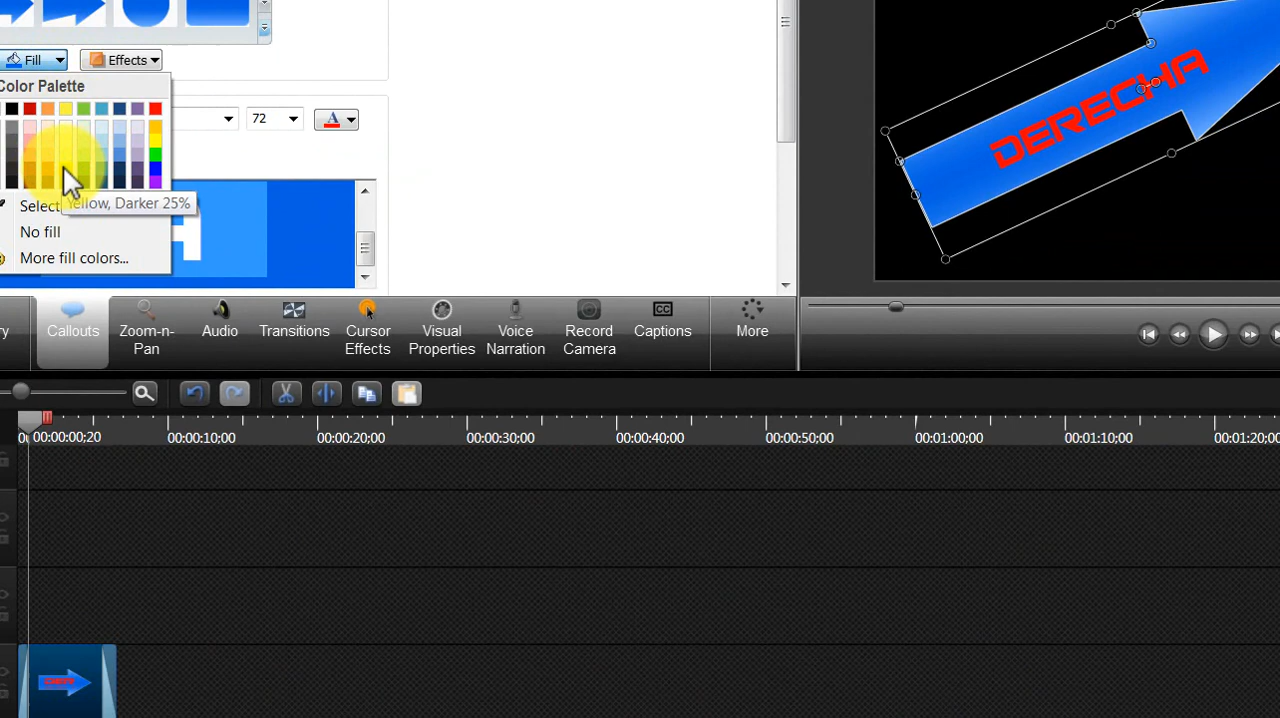 Fill
Effects
Color Palette
72
A
DERECHA
Yellow, Darker 25%
Select
No fill
More fill colors...
Callouts
Zoom-n-
Pan
Audio
Transitions
Cursor
Effects
Visual
Properties
Voice
Narration
Record
Camera
CC
Captions
More
00:00:00;20
00:00:10;00
00:00:20;00
00:00:30;00
00:00:40;00
00:00:50;00
00:01:00;00
00:01:10;00
00:01:20;00